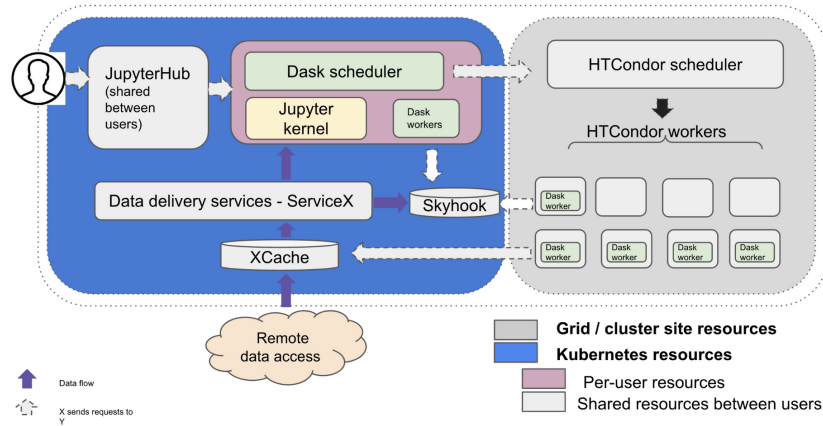 JupyterHub
(shared
between
users)
Dask scheduler
Jupyter
kernel
Dask
workers
HTCondor scheduler
HTCondor workers
Data delivery services - ServiceX
Skyhook
XCache
Dask
worker
Dask
worker
Dask
worker
Dask
worker
Dask
worker
Remote
data access
Grid / cluster site resources
Kubernetes resources
Per-user resources
Shared resources between users
Data flow
X sends requests to
Y